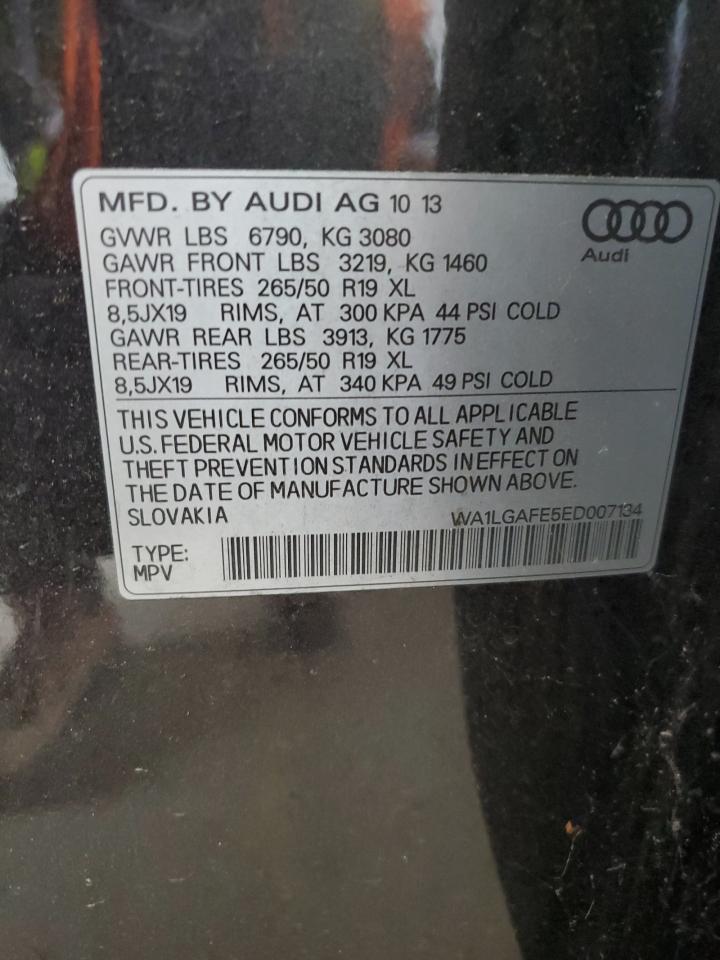 MFD. BY AUDI AG 10 13
GVWR LBS 6790, KG 3080
GAWR FRONT LBS 3219, KG 1460
FRONT-TIRES 265/50 R19 XL
8,5JX19 RIMS, AT 300 KPA 44 PSI COLD
GAWR REAR LBS 3913, KG 1775
REAR-TIRES 265/50 R19 XL
8,5JX19 RIMS, AT 340 KPA 49 PSI COLD
Audi
THIS VEHICLE CONFORMS TO ALL APPLICABLE
U.S. FEDERAL MOTOR VEHICLE SAFETY AND
THEFT PREVENTION STANDARDS IN EFFECT ON
THE DATE OF MANUFACTURE SHOWN ABOVE.
SLOVAKIA WA1LGAFE5ED007134
TYPE:
MPV